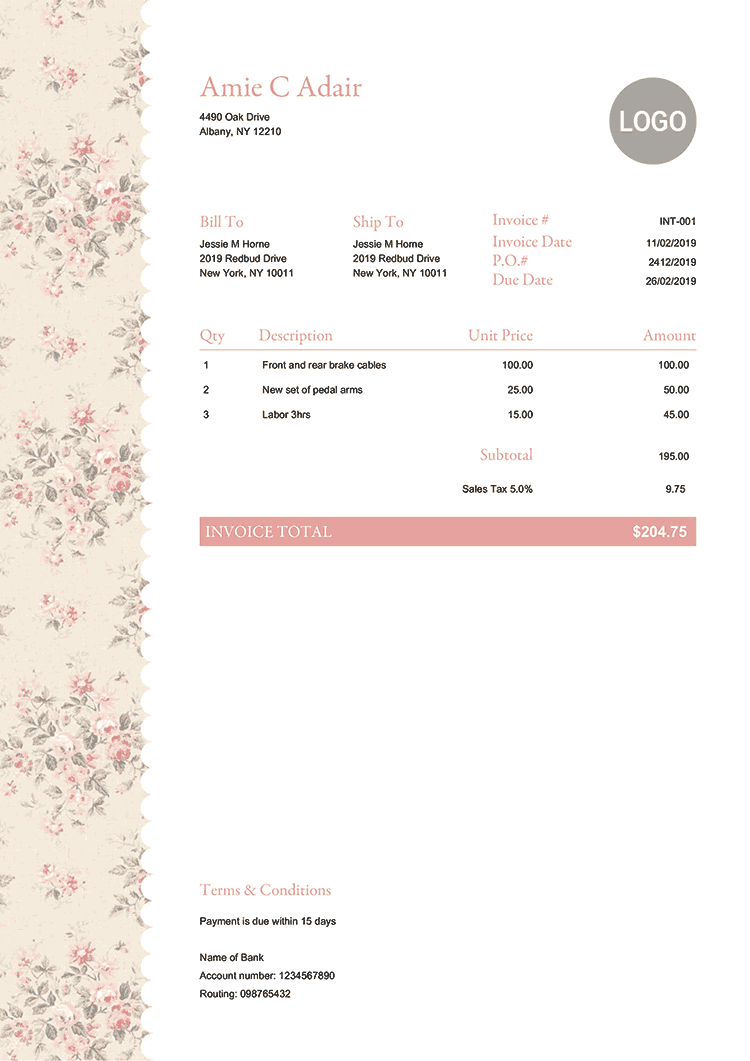 Amie C Adair
4490 Oak Drive
Albany, NY 12210
LOGO
Bill To
Jessie M Horne
2019 Redbud Drive
New York, NY 10011
Ship To
Jessie M Horne
2019 Redbud Drive
New York, NY 10011
Invoice # INT-001
Invoice Date 11/02/2019
P.O.# 2412/2019
Due Date 26/02/2019
Qty Description Unit Price Amount
1 Front and rear brake cables 100.00 100.00
2 New set of pedal arms 25.00 50.00
3 Labor 3hrs 15.00 45.00
Subtotal 195.00
Sales Tax 5.0% 9.75
INVOICE TOTAL $204.75
Terms & Conditions
Payment is due within 15 days
Name of Bank
Account number: 1234567890
Routing: 098765432